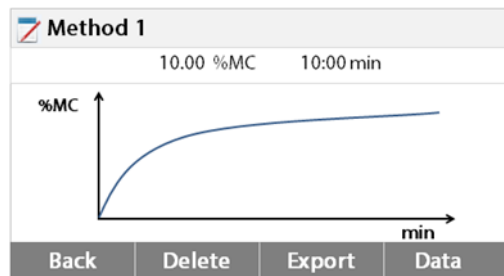 Method 1
10.00 %MC 10:00 min
%MC
min
Back Delete Export Data